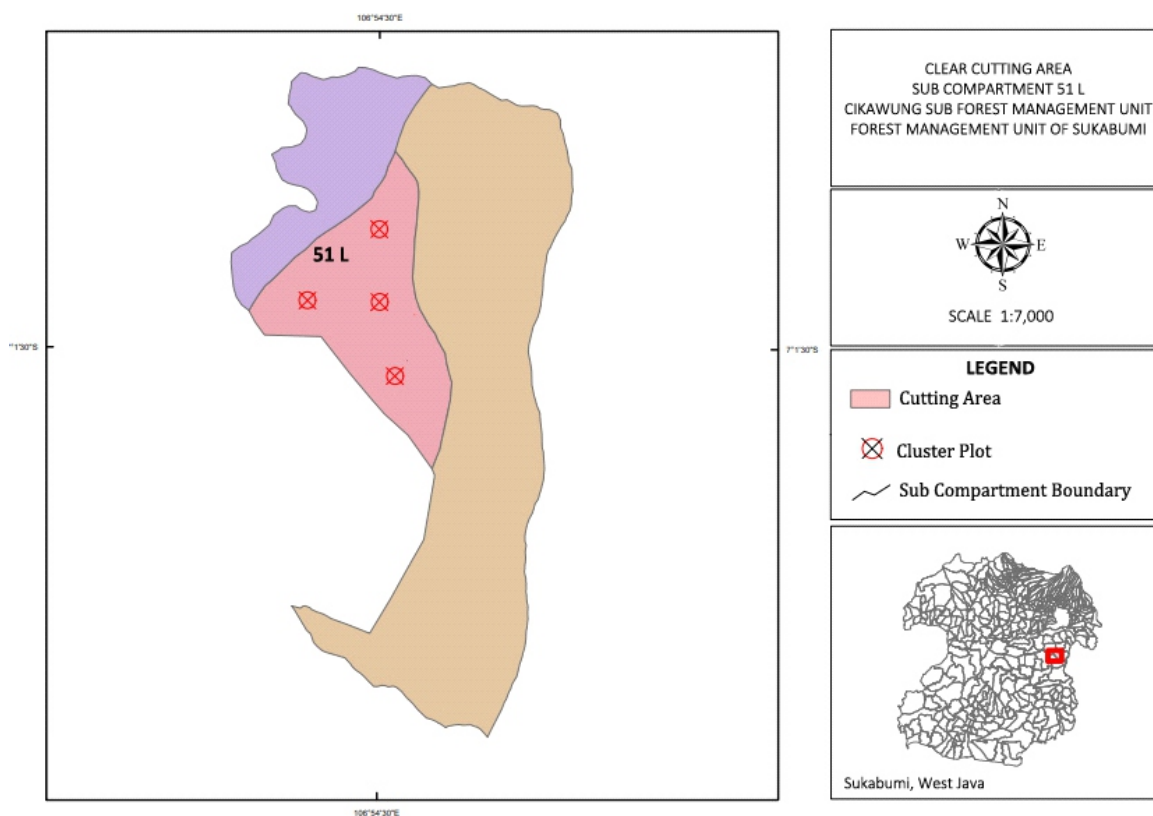 106°54'30"E
CLEAR CUTTING AREA
SUB COMPARTMENT 51 L
CIKAWUNG SUB FOREST MANAGEMENT UNIT
FOREST MANAGEMENT UNIT OF SUKABUMI
51 L
N
W E
S
SCALE 1:7,000
°1'30"S
7°1'30"S
LEGEND
Cutting Area
Cluster Plot
Sub Compartment Boundary
Sukabumi, West Java
106°54'30"E